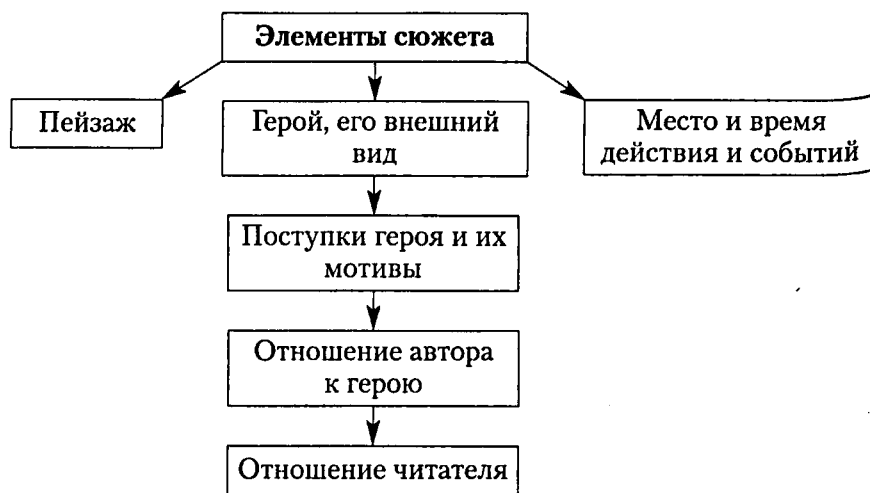 Элементы сюжета
Пейзаж
Герой, его внешний
вид
Место и время
действия и событий
Поступки героя и их
мотивы
Отношение автора
к герою
Отношение читателя